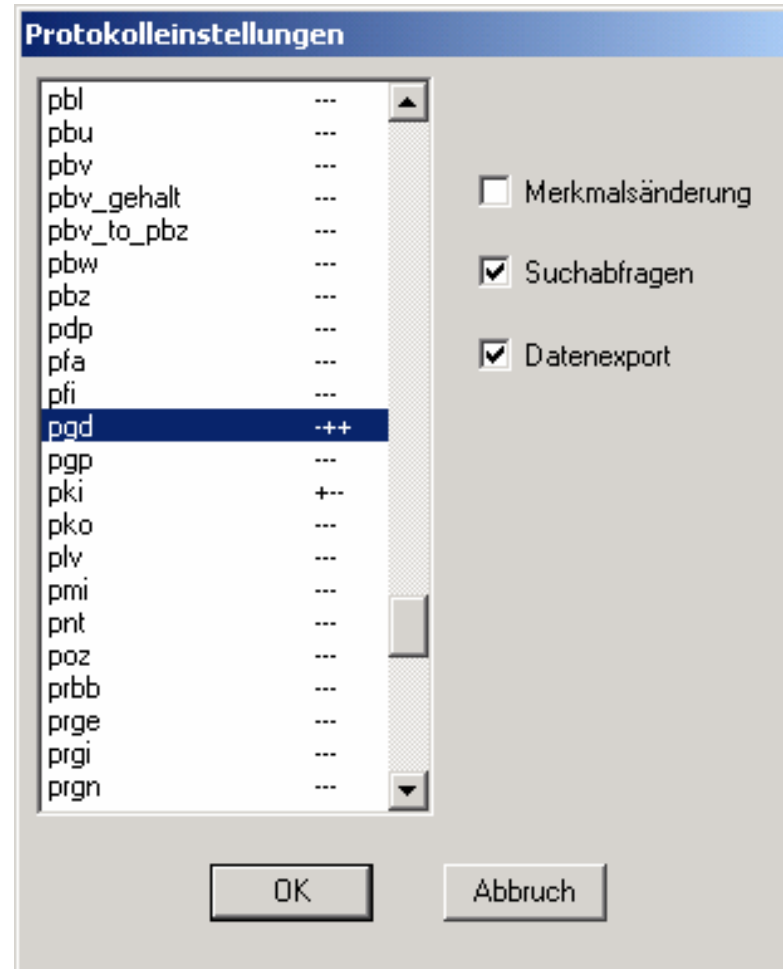 Protokolleinstellungen
pbl ---
pbu ---
pbv ---
pbv_gehalt ---
pbv_to_pbz ---
pbw ---
pbz ---
pdp ---
pfa ---
pfi ---
pgd -++
pgp ---
pki +--
pko ---
plv ---
pmi ---
pnt ---
poz ---
prbb ---
prge ---
prgi ---
prgn ---
Merkmalsänderung
Suchabfragen
Datenexport
OK Abbruch